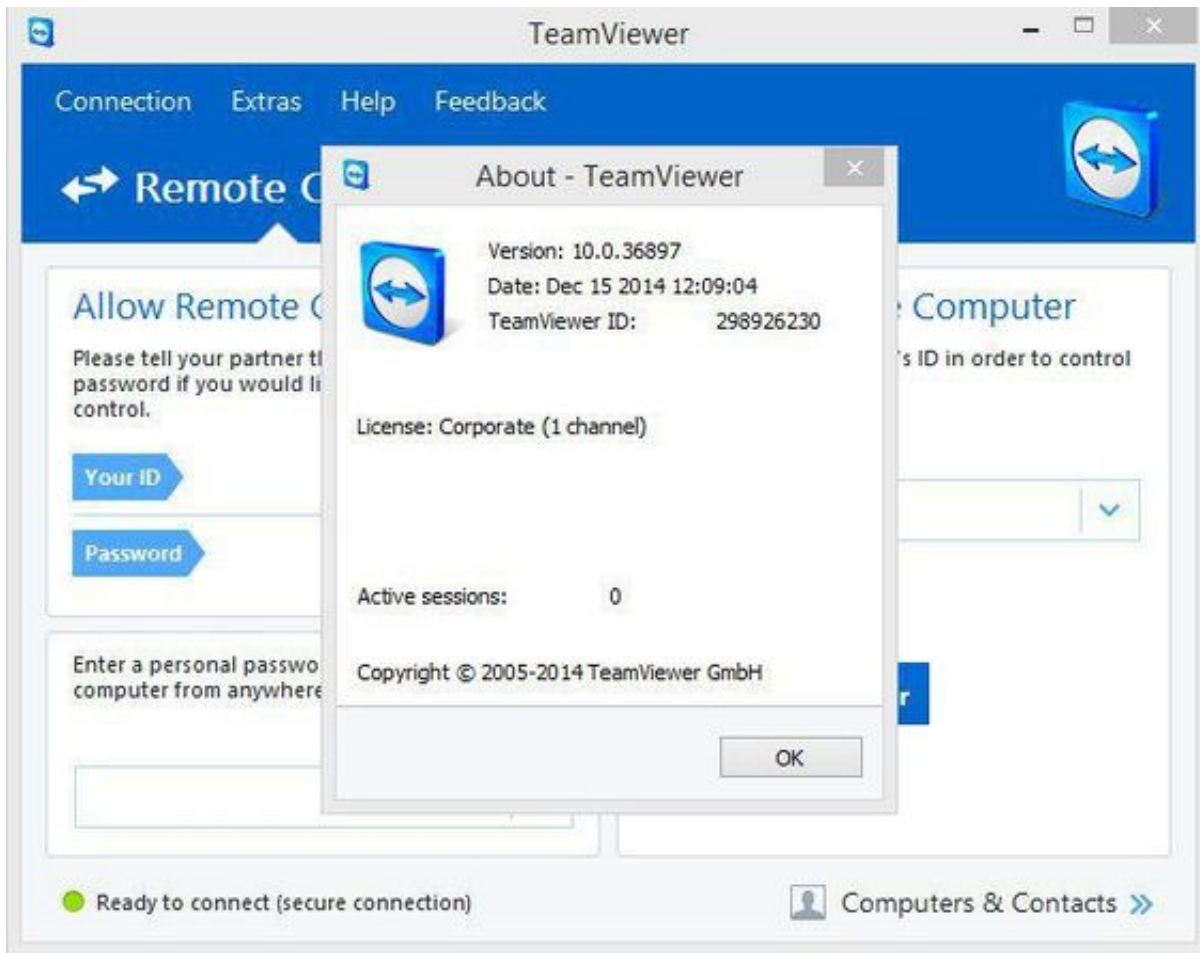 TeamViewer
Connection Extras Help Feedback
Remote C
About - TeamViewer
Version: 10.0.36897
Date: Dec 15 2014 12:09:04
TeamViewer ID: 298926230
License: Corporate (1 channel)
Active sessions: 0
Copyright © 2005-2014 TeamViewer GmbH
OK
Allow Remote
Please tell your partner
password if you would
control.
Your ID
Password
Enter a personal
computer from anywhere
Computer
's ID in order to control
Ready to connect (secure connection)
Computers & Contacts